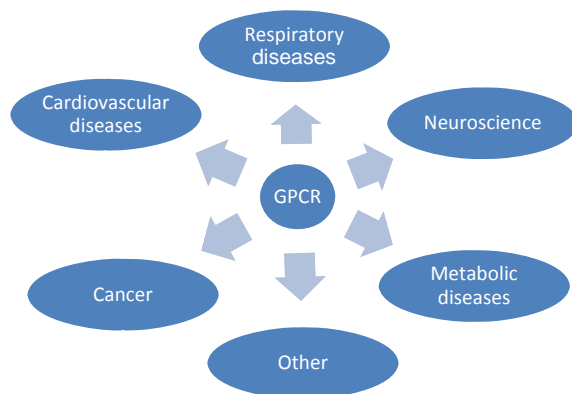 Respiratory
diseases
Cardiovascular
diseases
Neuroscience
GPCR
Cancer
Metabolic
diseases
Other